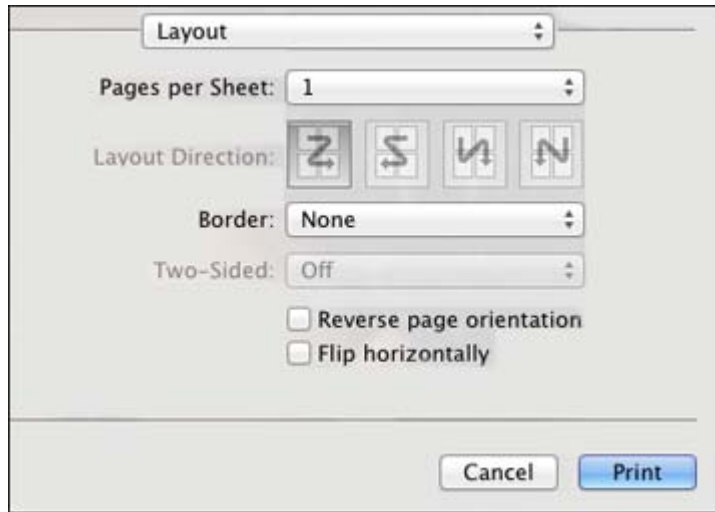 Layout
Pages per Sheet: 1
Layout Direction:
Border: None
Two-Sided: Off
Reverse page orientation
Flip horizontally
Cancel Print